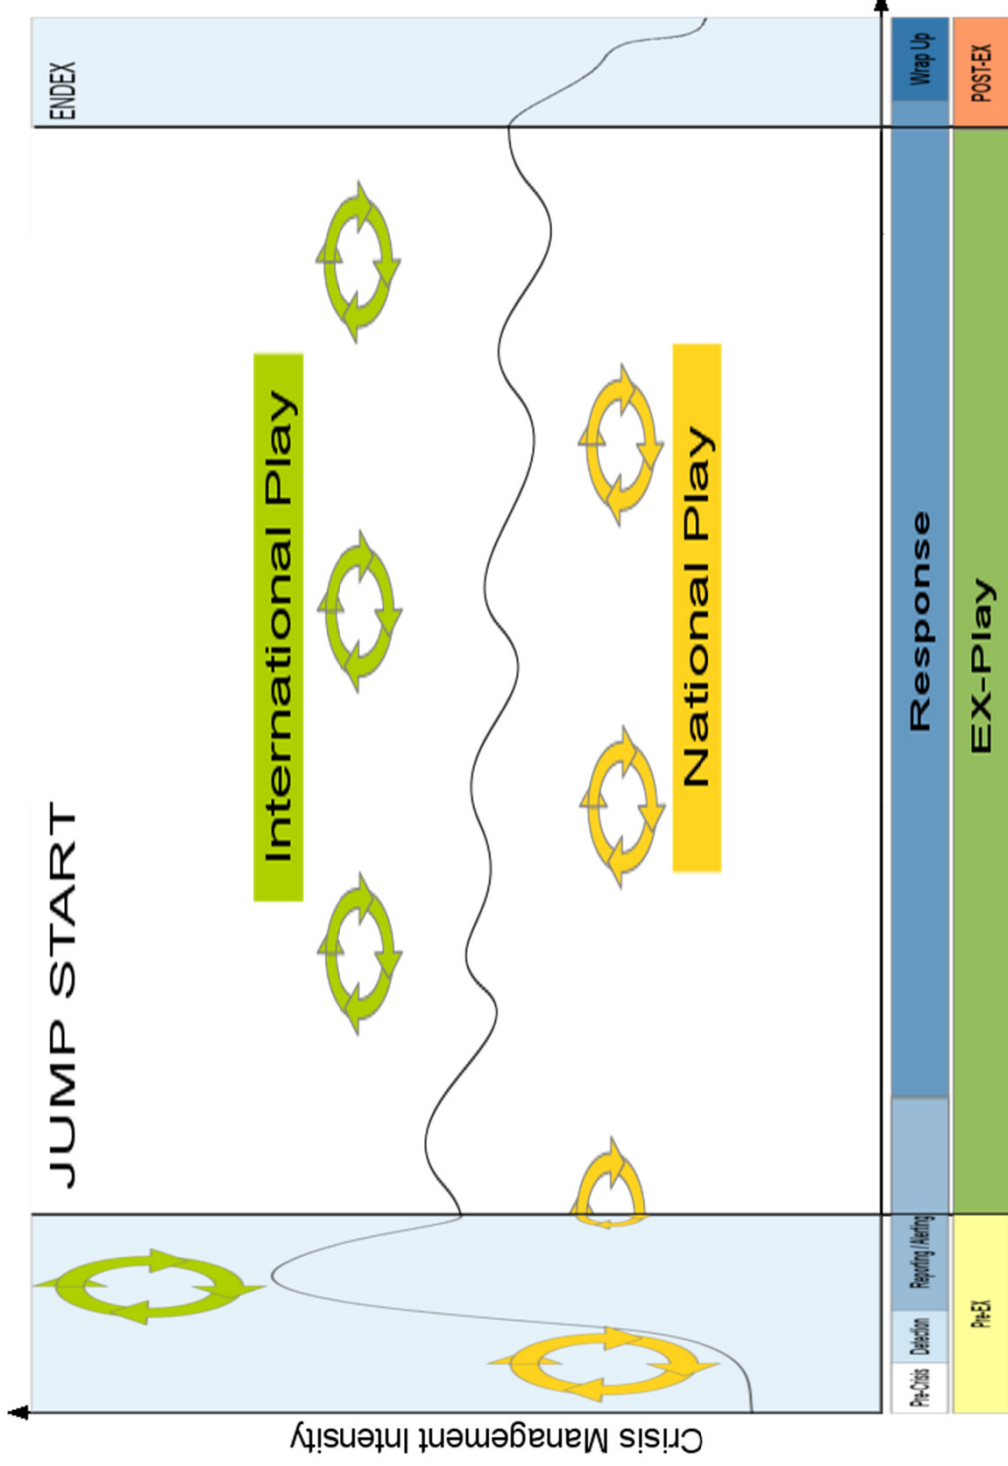 JUMP START
ENDEX
International Play
National Play
Crisis Management Intensity
Pre-Crisis
Detection
Reporting / Alerting
Response
Wrap Up
Pre-EX
EX-Play
POST-EX